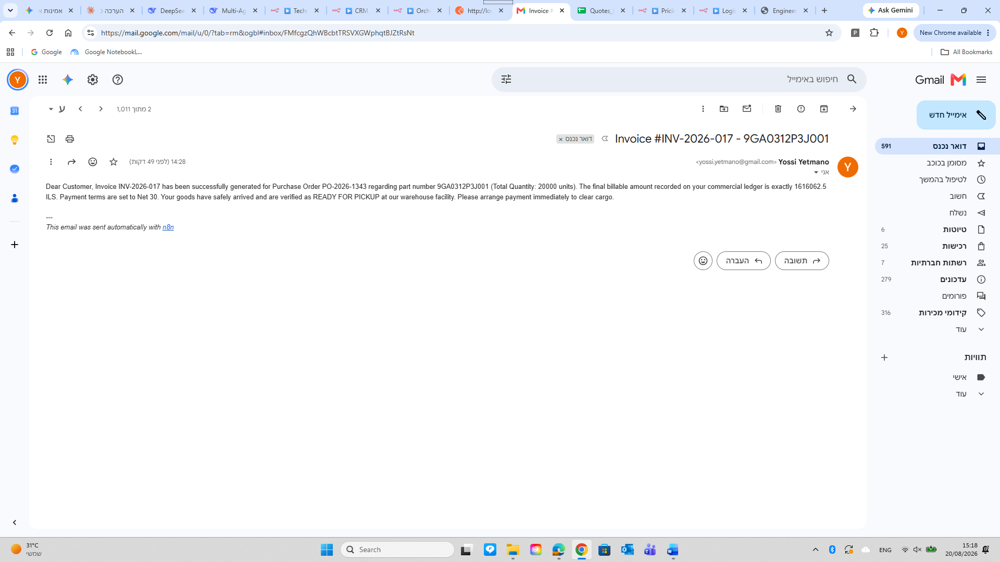 אמינות א
הערכה כ
DeepSee
Multi-Ag
Techn
CRM
Orche
http://loc
Invoice #
Quotes_
Pricin
Logis
Engineer
Ask Gemini
https://mail.google.com/mail/u/0/?tab=rm&ogbl#inbox/FMfcgzQhWBcbtTRSVXGWphqtBJZtRsNt
P
Y
New Chrome available
Google
Google NotebookL...
All Bookmarks
Y
חיפוש באימייל
Gmail
31
ע
2 מתוך 1,011
אימייל חדש
Invoice #INV-2026-017 - 9GA0312P3J001
דואר נכנס ×
Yossi Yetmano <yossi.yetmano@gmail.com>
14:28 (לפני 49 דקות)
אני
Y
Dear Customer, Invoice INV-2026-017 has been successfully generated for Purchase Order PO-2026-1343 regarding part number 9GA0312P3J001 (Total Quantity: 20000 units). The final billable amount recorded on your commercial ledger is exactly 1616062.5
ILS. Payment terms are set to Net 30. Your goods have safely arrived and are verified as READY FOR PICKUP at our warehouse facility. Please arrange payment immediately to clear cargo.
---
This email was sent automatically with n8n
תשובה
העברה
דואר נכנס 591
מסומן בכוכב
לטיפול בהמשך
חשוב
נשלח
טיוטות 6
רכישות 25
רשתות חברתיות 7
עדכונים 279
פורומים
קידומי מכירות 316
עוד
תוויות
אישי
עוד
31°C
שמשי
Search
ENG
15:18
20/08/2026